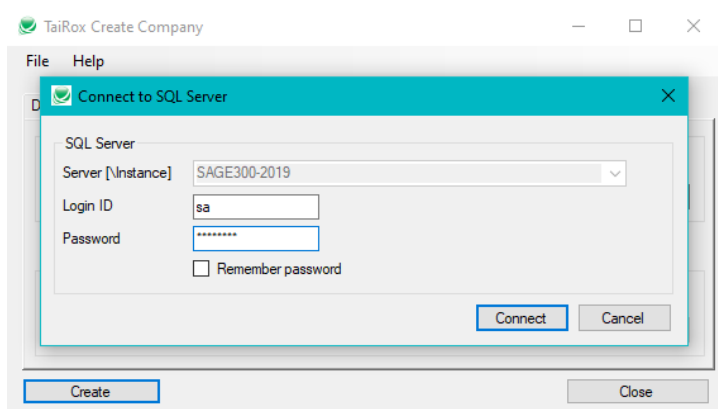 TaiRox Create Company
File Help
D
Connect to SQL Server
SQL Server
Server [\Instance] SAGE300-2019
Login ID sa
Password ********
Remember password
Connect Cancel
Create Close